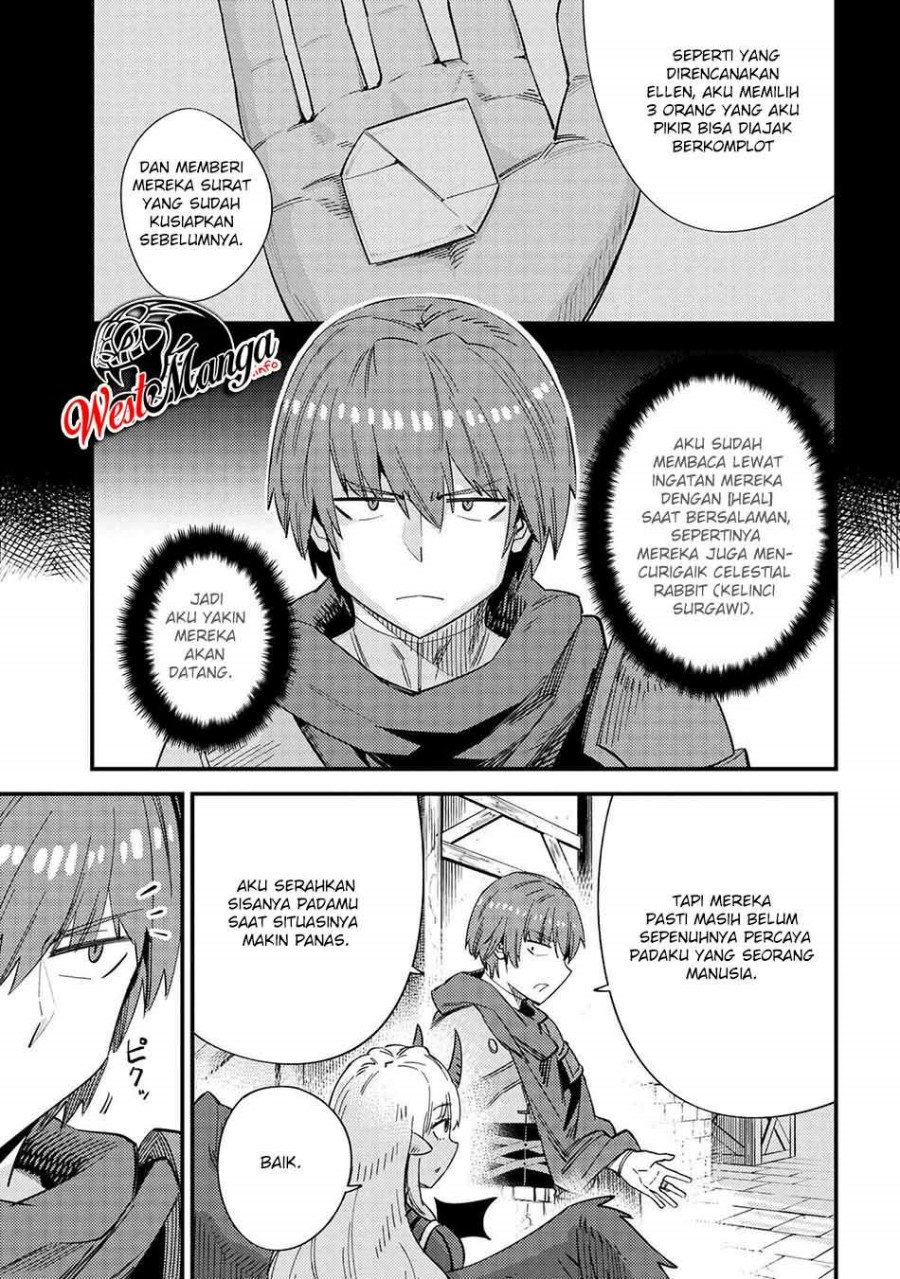 SEPERTI YANG
DIRENCANAKAN
ELLEN, AKU MEMILIH
3 ORANG YANG AKU
PIKIR BISA DIAJAK
BERKOMPLOT
DAN MEMBERI
MEREKA SURAT
YANG SUDAH
KUSIAPKAN
SEBELUMNYA.
WestManga
.info
AKU SUDAH
MEMBACA LEWAT
INGATAN MEREKA
DENGAN [HEAL]
SAAT BERSALAMAN,
SEPERTINYA
MEREKA JUGA MEN-
CURIGAIK CELESTIAL
RABBIT (KELINCI
SURGAWI).
JADI
AKU YAKIN
MEREKA
AKAN
DATANG.
TAPI MEREKA
PASTI MASIH BELUM
SEPENUHNYA PERCAYA
PADAKU YANG SEORANG
MANUSIA.
AKU SERAHKAN
SISANYA PADAMU
SAAT SITUASINYA
MAKIN PANAS.
BAIK.
ピクッ